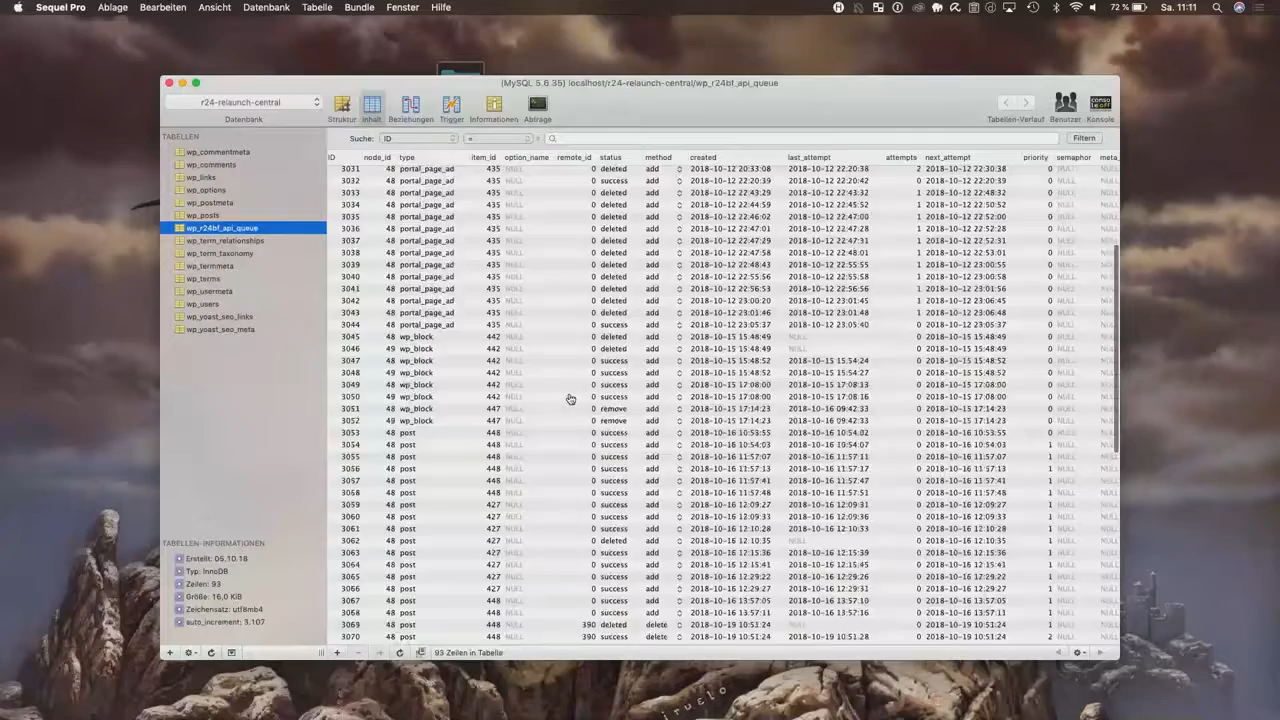 Sequel Pro Ablage Bearbeiten Ansicht Datenbank Tabelle Bundle Fenster Hilfe 72 % Sa. 11:11
(MySQL 5.6.35) localhost/r24-relaunch-central/wp_r24bf_api_queue
r24-relaunch-central
Datenbank Struktur Inhalt Beziehungen Trigger Informationen Abfrage Tabellen-Verlauf Benutzer Konsole
conso le off
TABELLEN
wp_commentmeta
wp_comments
wp_links
wp_options
wp_postmeta
wp_posts
wp_r24bf_api_queue
wp_term_relationships
wp_term_taxonomy
wp_termmeta
wp_terms
wp_usermeta
wp_users
wp_yoast_seo_links
wp_yoast_seo_meta
TABELLEN-INFORMATIONEN
Erstellt: 05.10.18
Typ: InnoDB
Zeilen: 93
Größe: 16,0 KiB
Zeichensatz: utf8mb4
auto_increment: 3.107
Suche: ID = Filtern
ID node_id type item_id option_name remote_id status method created last_attempt attempts next_attempt priority semaphor meta_
3031 48 portal_page_ad 435 NULL 0 deleted add 2018-10-12 20:33:08 2018-10-12 22:20:38 2 2018-10-12 22:30:38 0 NULL NULL
3032 48 portal_page_ad 435 NULL 0 success add 2018-10-12 22:20:39 2018-10-12 22:20:42 0 2018-10-12 22:20:39 0 NULL NULL
3033 48 portal_page_ad 435 NULL 0 deleted add 2018-10-12 22:43:29 2018-10-12 22:43:32 1 2018-10-12 22:48:32 0 NULL NULL
3034 48 portal_page_ad 435 NULL 0 deleted add 2018-10-12 22:44:59 2018-10-12 22:45:52 1 2018-10-12 22:50:52 0 NULL NULL
3035 48 portal_page_ad 435 NULL 0 deleted add 2018-10-12 22:46:02 2018-10-12 22:47:00 1 2018-10-12 22:52:00 0 NULL NULL
3036 48 portal_page_ad 435 NULL 0 deleted add 2018-10-12 22:47:01 2018-10-12 22:47:28 1 2018-10-12 22:52:28 0 NULL NULL
3037 48 portal_page_ad 435 NULL 0 deleted add 2018-10-12 22:47:29 2018-10-12 22:47:31 1 2018-10-12 22:52:31 0 NULL NULL
3038 48 portal_page_ad 435 NULL 0 deleted add 2018-10-12 22:47:58 2018-10-12 22:48:01 1 2018-10-12 22:53:01 0 NULL NULL
3039 48 portal_page_ad 435 NULL 0 deleted add 2018-10-12 22:48:43 2018-10-12 22:55:55 1 2018-10-12 23:00:55 0 NULL NULL
3040 48 portal_page_ad 435 NULL 0 deleted add 2018-10-12 22:55:56 2018-10-12 22:55:58 1 2018-10-12 23:00:58 0 NULL NULL
3041 48 portal_page_ad 435 NULL 0 deleted add 2018-10-12 22:56:53 2018-10-12 22:56:56 1 2018-10-12 23:01:56 0 NULL NULL
3042 48 portal_page_ad 435 NULL 0 deleted add 2018-10-12 23:00:20 2018-10-12 23:01:45 1 2018-10-12 23:06:45 0 NULL NULL
3043 48 portal_page_ad 435 NULL 0 deleted add 2018-10-12 23:01:46 2018-10-12 23:01:48 1 2018-10-12 23:06:48 0 NULL NULL
3044 48 portal_page_ad 435 NULL 0 success add 2018-10-12 23:05:37 2018-10-12 23:05:40 0 2018-10-12 23:05:37 0 NULL NULL
3045 48 wp_block 442 NULL 0 deleted add 2018-10-15 15:48:49 NULL 0 2018-10-15 15:48:49 0 NULL NULL
3046 49 wp_block 442 NULL 0 deleted add 2018-10-15 15:48:49 NULL 0 2018-10-15 15:48:49 0 NULL NULL
3047 48 wp_block 442 NULL 0 success add 2018-10-15 15:48:52 2018-10-15 15:54:24 0 2018-10-15 15:48:52 0 NULL NULL
3048 49 wp_block 442 NULL 0 success add 2018-10-15 15:48:52 2018-10-15 15:54:27 0 2018-10-15 15:48:52 0 NULL NULL
3049 48 wp_block 442 NULL 0 success add 2018-10-15 17:08:00 2018-10-15 17:08:13 0 2018-10-15 17:08:00 0 NULL NULL
3050 49 wp_block 442 NULL 0 success add 2018-10-15 17:08:00 2018-10-15 17:08:16 0 2018-10-15 17:08:00 0 NULL NULL
3051 48 wp_block 447 NULL 0 remove add 2018-10-15 17:14:23 2018-10-16 09:42:33 0 2018-10-15 17:14:23 0 NULL NULL
3052 49 wp_block 447 NULL 0 remove add 2018-10-15 17:14:23 2018-10-16 09:42:33 0 2018-10-15 17:14:23 0 NULL NULL
3053 48 post 448 NULL 0 success add 2018-10-16 10:53:55 2018-10-16 10:54:02 0 2018-10-16 10:53:55 0 NULL NULL
3054 48 post 448 NULL 0 success add 2018-10-16 10:54:03 2018-10-16 10:54:07 0 2018-10-16 10:54:03 1 NULL NULL
3055 48 post 448 NULL 0 success add 2018-10-16 11:57:07 2018-10-16 11:57:11 0 2018-10-16 11:57:07 1 NULL NULL
3056 48 post 448 NULL 0 success add 2018-10-16 11:57:13 2018-10-16 11:57:17 0 2018-10-16 11:57:13 1 NULL NULL
3057 48 post 448 NULL 0 success add 2018-10-16 11:57:41 2018-10-16 11:57:47 0 2018-10-16 11:57:41 1 NULL NULL
3058 48 post 448 NULL 0 success add 2018-10-16 11:57:48 2018-10-16 11:57:51 0 2018-10-16 11:57:48 1 NULL NULL
3059 48 post 427 NULL 0 success add 2018-10-16 12:09:27 2018-10-16 12:09:31 0 2018-10-16 12:09:27 1 NULL NULL
3060 48 post 427 NULL 0 success add 2018-10-16 12:09:33 2018-10-16 12:09:36 0 2018-10-16 12:09:33 1 NULL NULL
3061 48 post 427 NULL 0 success add 2018-10-16 12:10:28 2018-10-16 12:10:33 0 2018-10-16 12:10:28 1 NULL NULL
3062 48 post 427 NULL 0 deleted add 2018-10-16 12:10:35 NULL 0 2018-10-16 12:10:35 1 NULL NULL
3063 48 post 427 NULL 0 success add 2018-10-16 12:15:36 2018-10-16 12:15:39 0 2018-10-16 12:15:36 1 NULL NULL
3064 48 post 427 NULL 0 success add 2018-10-16 12:15:41 2018-10-16 12:15:45 0 2018-10-16 12:15:41 1 NULL NULL
3065 48 post 427 NULL 0 success add 2018-10-16 12:29:22 2018-10-16 12:29:26 0 2018-10-16 12:29:22 1 NULL NULL
3066 48 post 427 NULL 0 success add 2018-10-16 12:29:27 2018-10-16 12:29:31 0 2018-10-16 12:29:27 1 NULL NULL
3067 48 post 448 NULL 0 success add 2018-10-16 13:57:05 2018-10-16 13:57:10 0 2018-10-16 13:57:05 1 NULL NULL
3068 48 post 448 NULL 0 success add 2018-10-16 13:57:11 2018-10-16 13:57:16 0 2018-10-16 13:57:11 1 NULL NULL
3069 48 post 448 NULL 390 deleted delete 2018-10-19 10:51:24 NULL 0 2018-10-19 10:51:24 1 NULL NULL
3070 48 post 448 NULL 390 success delete 2018-10-19 10:51:24 2018-10-19 10:51:28 0 2018-10-19 10:51:24 2 NULL NULL
93 Zeilen in Tabelle